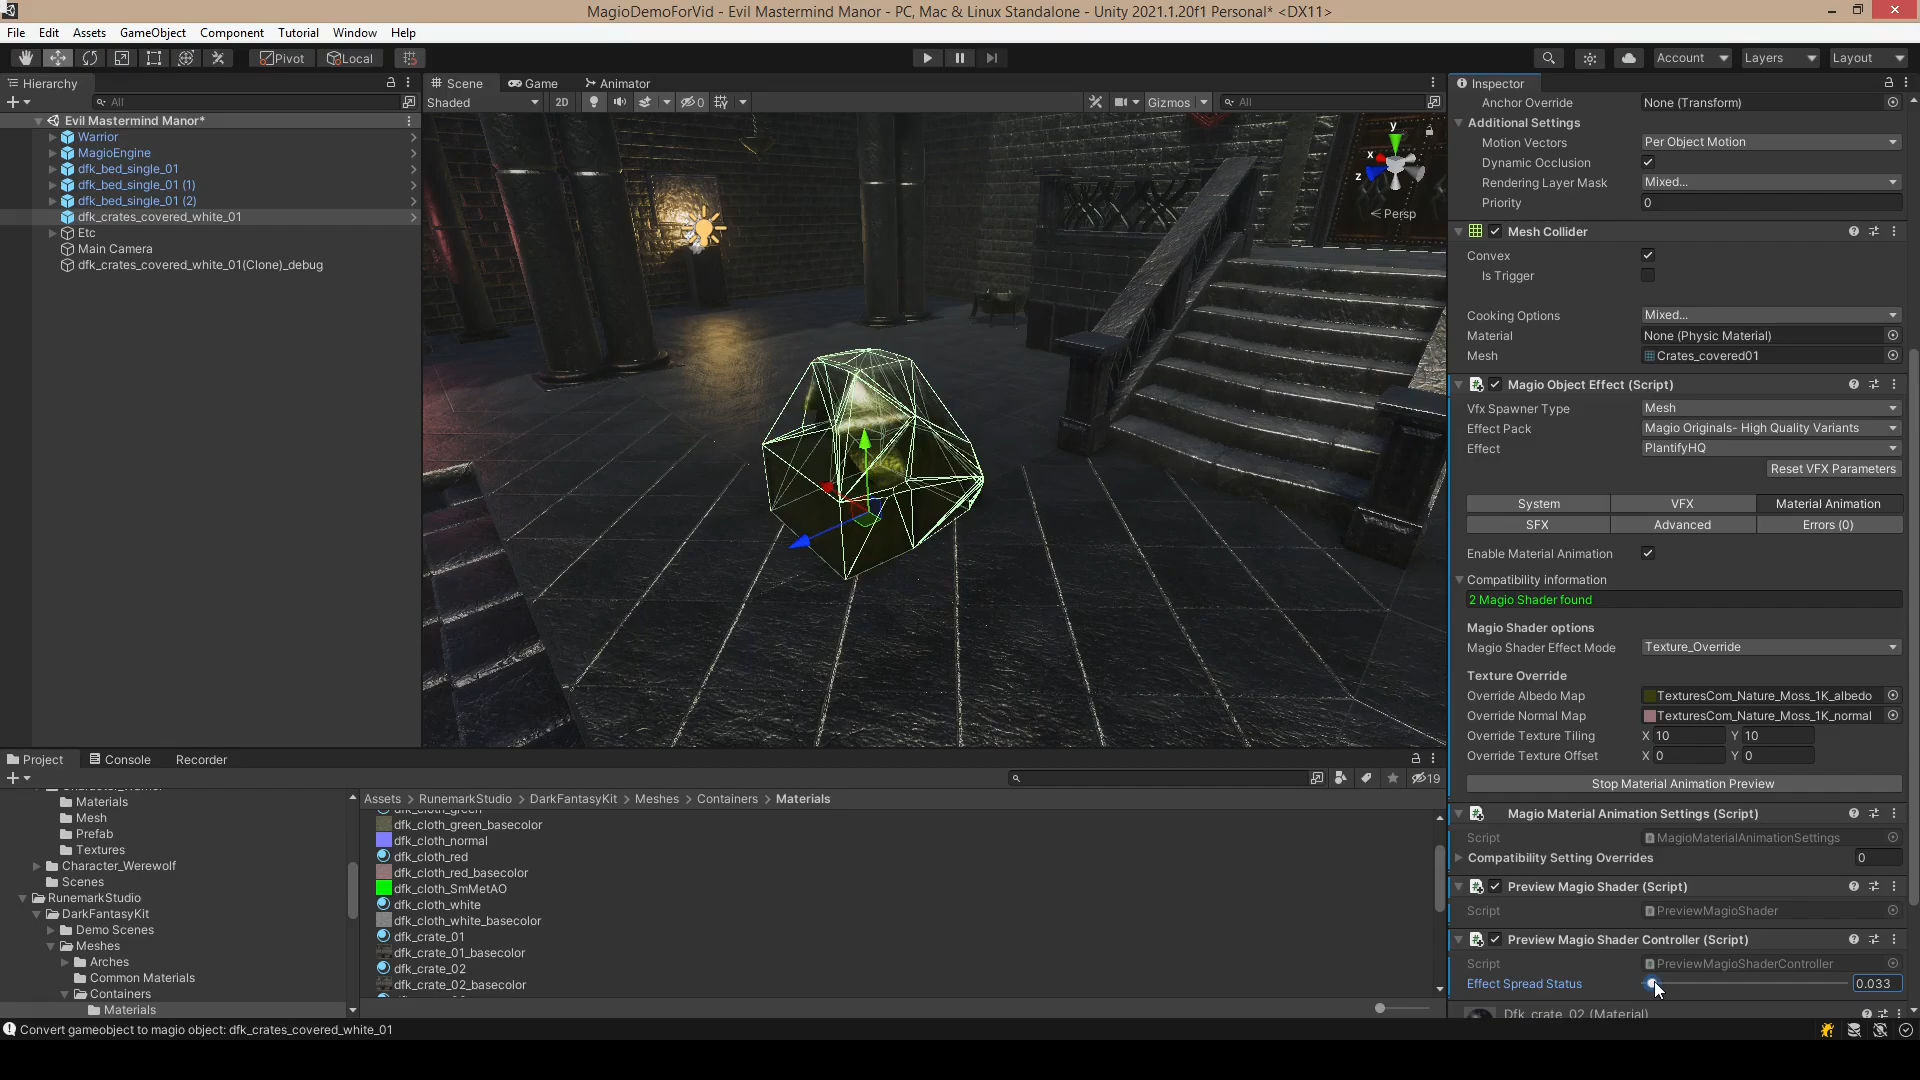 MagioDemoForVid - Evil Mastermind Manor - PC, Mac & Linux Standalone - Unity 2021.1.20f1 Personal* <DX11>
File Edit Assets GameObject Component Tutorial Window Help
Pivot Local Account Layers Layout
Hierarchy
All
Evil Mastermind Manor*
Warrior
MagioEngine
dfk_bed_single_01
dfk_bed_single_01 (1)
dfk_bed_single_01 (2)
dfk_crates_covered_white_01
Etc
Main Camera
dfk_crates_covered_white_01(Clone)_debug
Scene Game Animator
Shaded 2D 0 Gizmos All
y
x
z
Persp
Inspector
Anchor Override None (Transform)
Additional Settings
Motion Vectors Per Object Motion
Dynamic Occlusion
Rendering Layer Mask Mixed...
Priority 0
Mesh Collider
Convex
Is Trigger
Cooking Options Mixed...
Material None (Physic Material)
Mesh Crates_covered01
Magio Object Effect (Script)
Vfx Spawner Type Mesh
Effect Pack Magio Originals- High Quality Variants
Effect PlantifyHQ
Reset VFX Parameters
System VFX Material Animation
SFX Advanced Errors (0)
Enable Material Animation
Compatibility information
2 Magio Shader found
Magio Shader options
Magio Shader Effect Mode Texture_Override
Texture Override
Override Albedo Map TexturesCom_Nature_Moss_1K_albedo
Override Normal Map TexturesCom_Nature_Moss_1K_normal
Override Texture Tiling X 10 Y 10
Override Texture Offset X 0 Y 0
Stop Material Animation Preview
Magio Material Animation Settings (Script)
Script MagioMaterialAnimationSettings
Compatibility Setting Overrides 0
Preview Magio Shader (Script)
Script PreviewMagioShader
Preview Magio Shader Controller (Script)
Script PreviewMagioShaderController
Effect Spread Status 0.033
Dfk_crate_02 (Material)
Project Console Recorder
19
Materials
Mesh
Prefab
Textures
Character_Werewolf
Scenes
RunemarkStudio
DarkFantasyKit
Demo Scenes
Meshes
Arches
Common Materials
Containers
Materials
Assets > RunemarkStudio > DarkFantasyKit > Meshes > Containers > Materials
dfk_cloth_green
dfk_cloth_green_basecolor
dfk_cloth_normal
dfk_cloth_red
dfk_cloth_red_basecolor
dfk_cloth_SmMetAO
dfk_cloth_white
dfk_cloth_white_basecolor
dfk_crate_01
dfk_crate_01_basecolor
dfk_crate_02
dfk_crate_02_basecolor
Convert gameobject to magio object: dfk_crates_covered_white_01